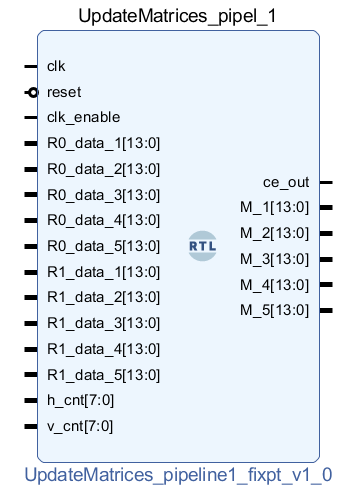 UpdateMatrices_pipel_1
clk
reset
clk_enable
R0_data_1[13:0]
R0_data_2[13:0]
R0_data_3[13:0]
R0_data_4[13:0]
R0_data_5[13:0]
R1_data_1[13:0]
R1_data_2[13:0]
R1_data_3[13:0]
R1_data_4[13:0]
R1_data_5[13:0]
h_cnt[7:0]
v_cnt[7:0]
RTL
ce_out
M_1[13:0]
M_2[13:0]
M_3[13:0]
M_4[13:0]
M_5[13:0]
UpdateMatrices_pipeline1_fixpt_v1_0